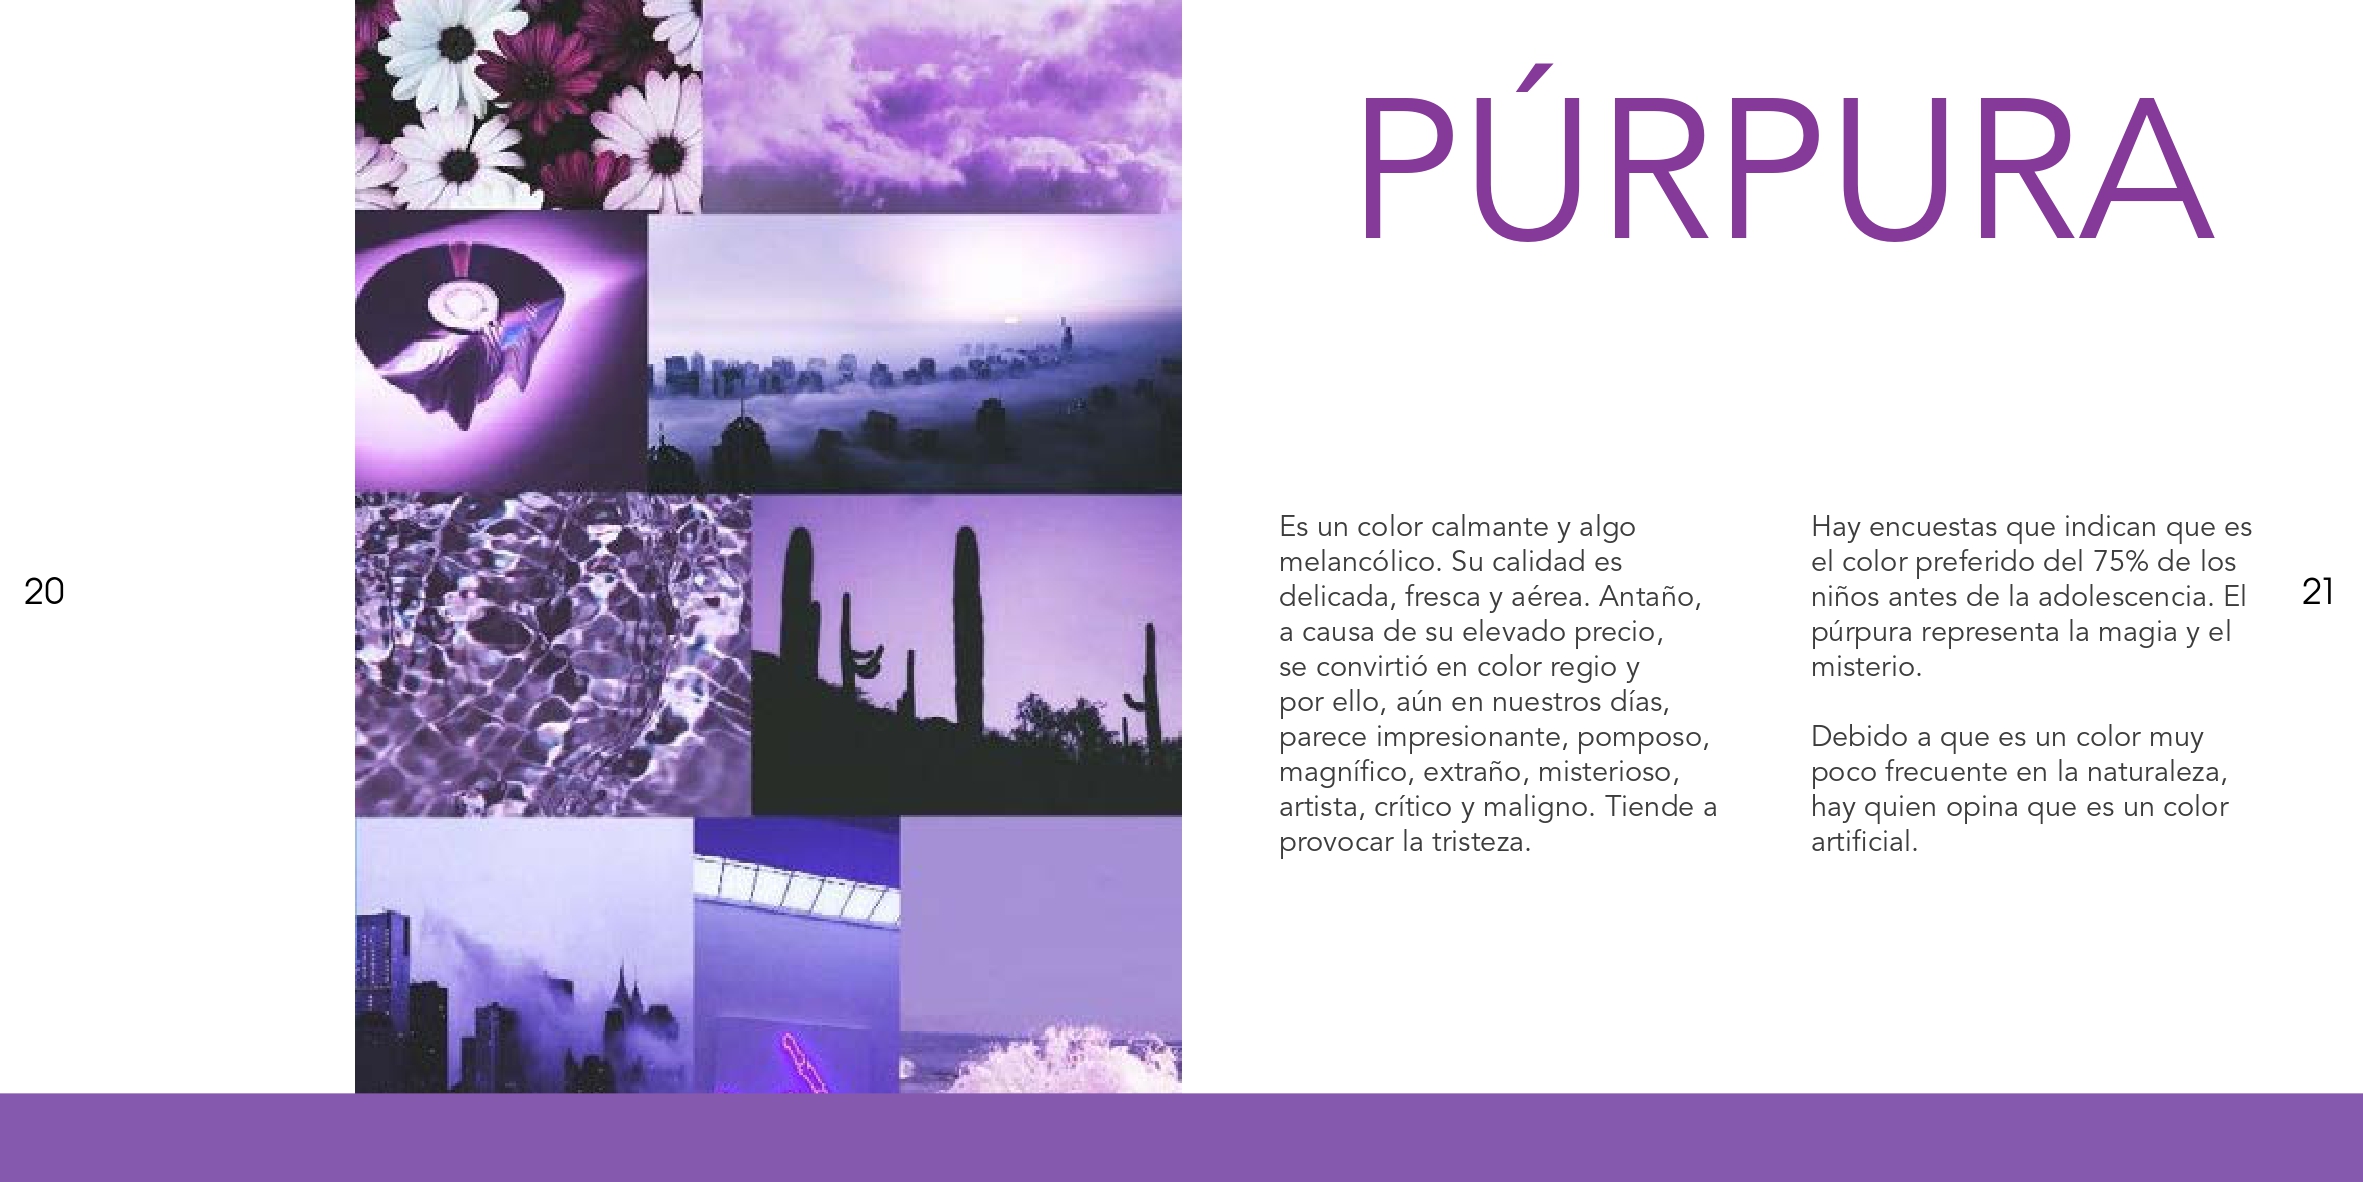 20
PÚRPURA
Es un color calmante y algo
melancólico. Su calidad es
delicada, fresca y aérea. Antaño,
a causa de su elevado precio,
se convirtió en color regio y
por ello, aún en nuestros días,
parece impresionante, pomposo,
magnífico, extraño, misterioso,
artista, crítico y maligno. Tiende a
provocar la tristeza.
Hay encuestas que indican que es
el color preferido del 75% de los
niños antes de la adolescencia. El
púrpura representa la magia y el
misterio.
Debido a que es un color muy
poco frecuente en la naturaleza,
hay quien opina que es un color
artificial.
21